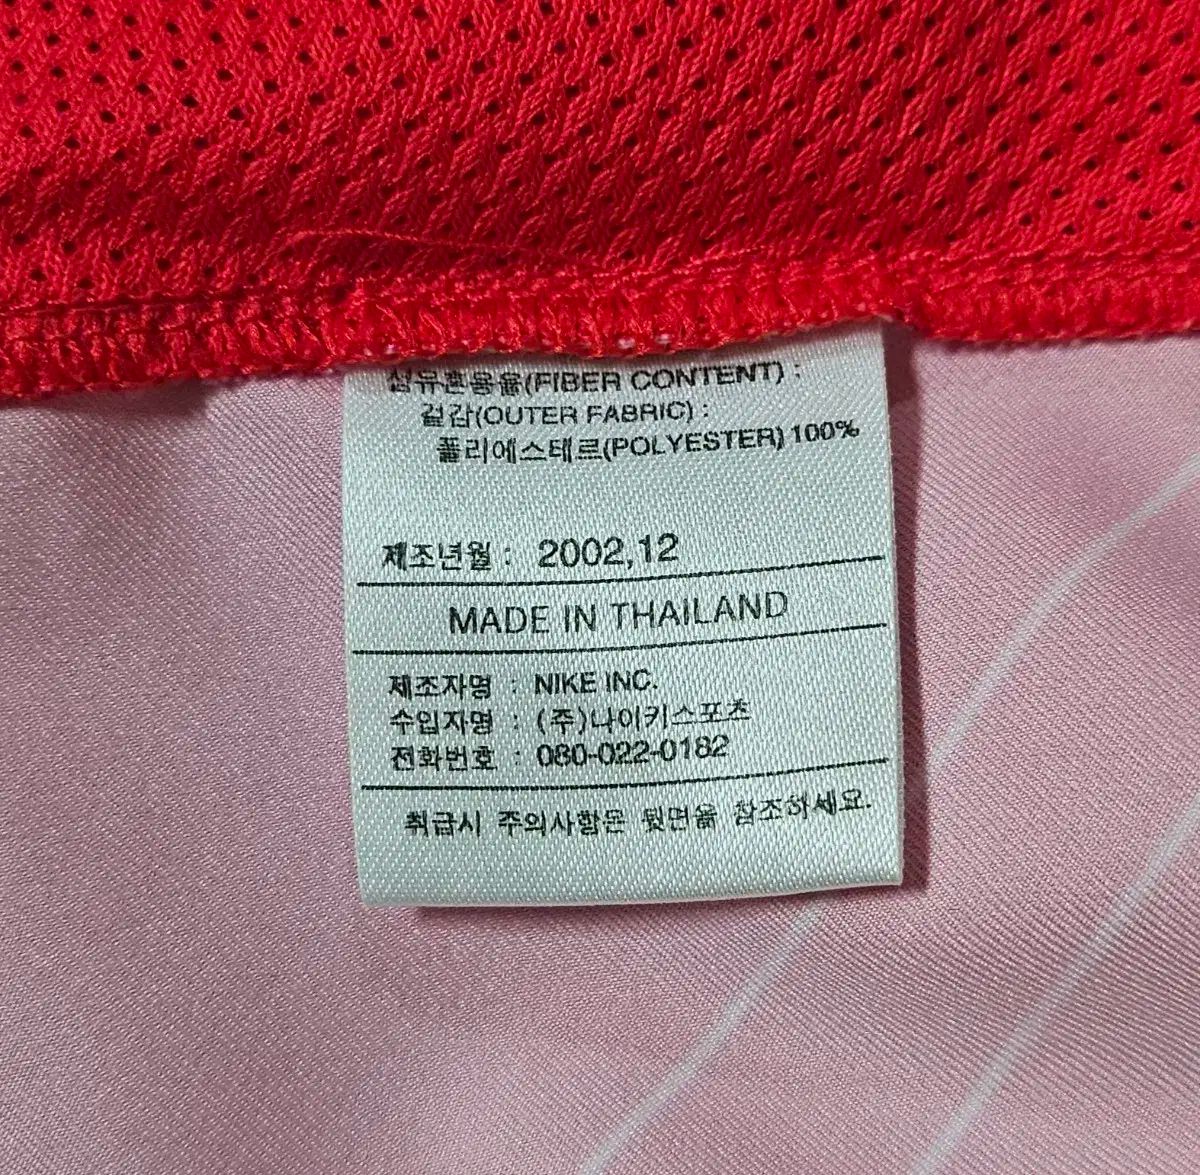 섬유혼용율(FIBER CONTENT) :
겉감(OUTER FABRIC) :
폴리에스테르(POLYESTER) 100%
제조년월 : 2002,12
MADE IN THAILAND
제조자명 : NIKE INC.
수입자명 : (주)나이키스포츠
전화번호 : 080-022-0182
취급시 주의사항은 뒷면을 참조하세요.